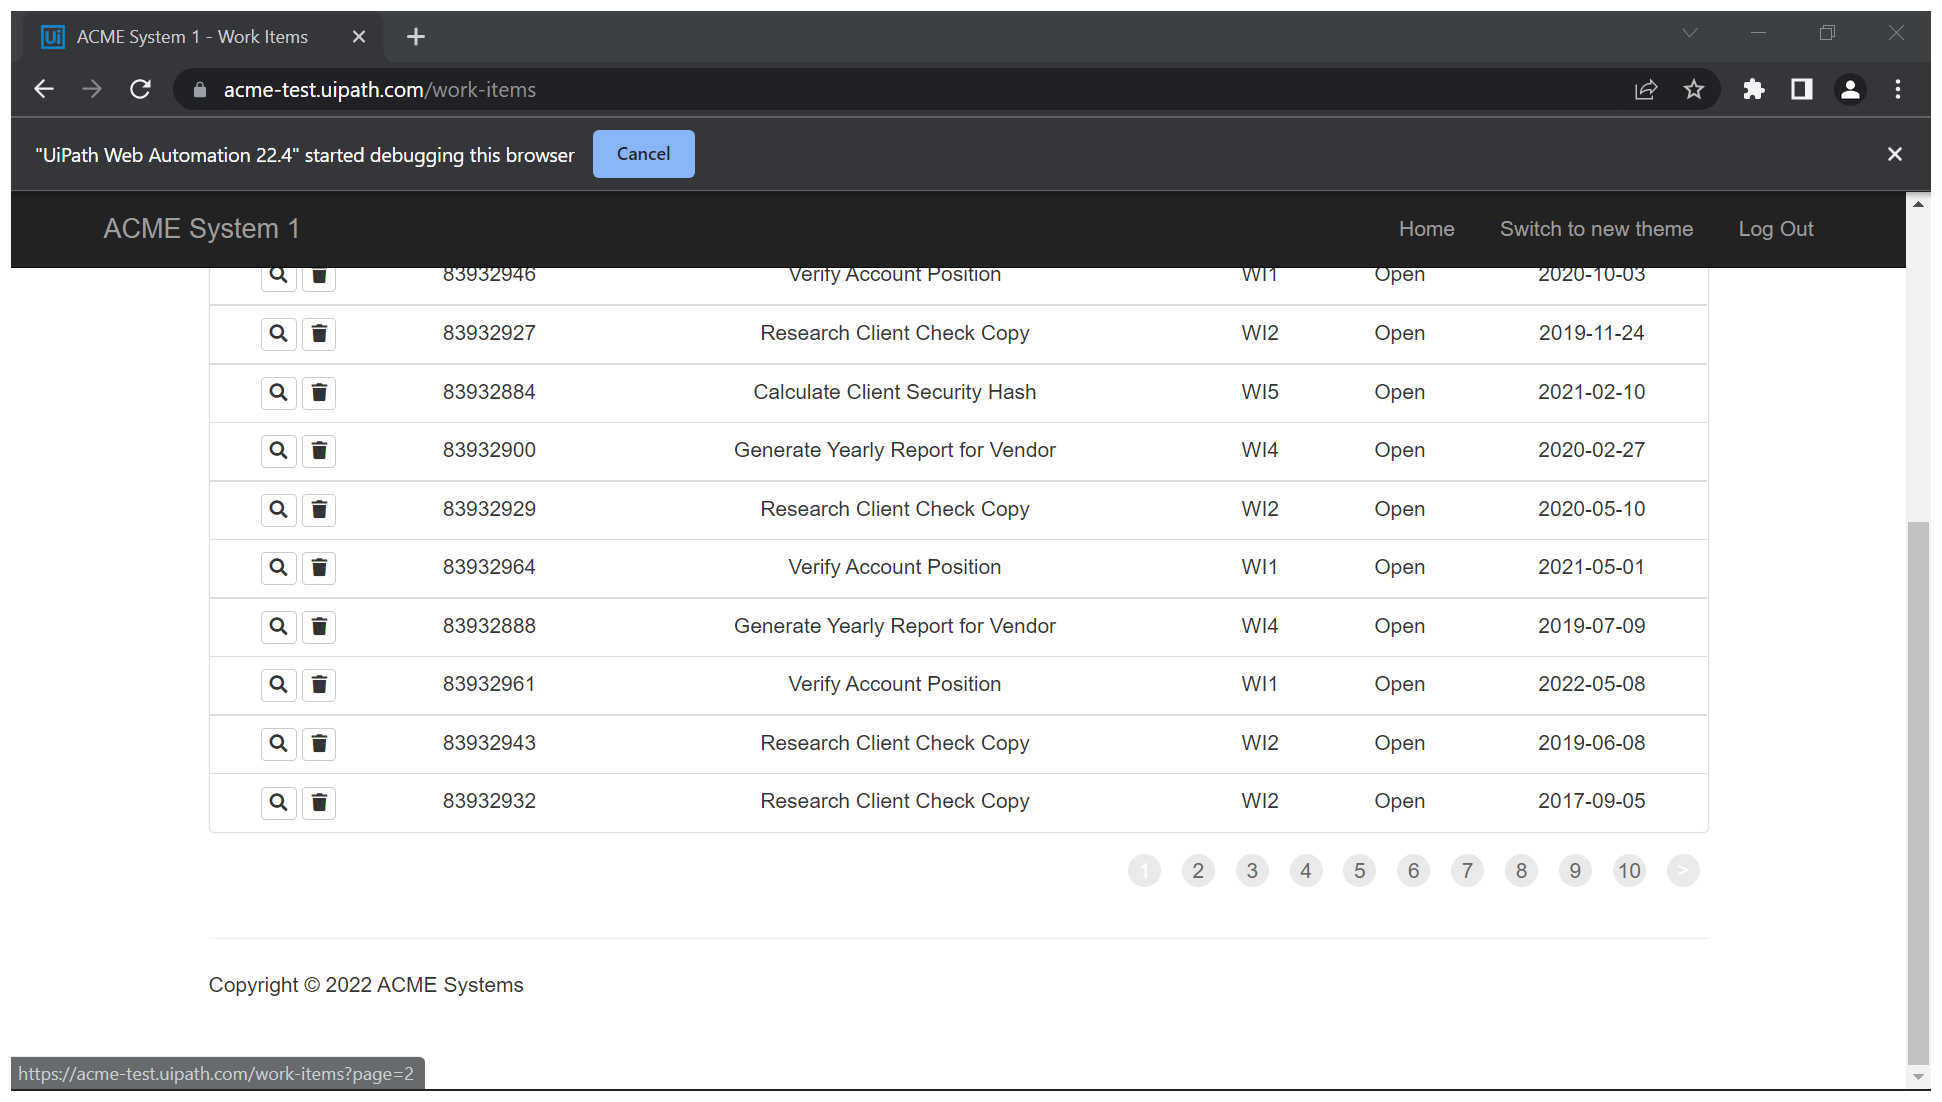 ACME System 1 - Work Items
acme-test.uipath.com/work-items
"UiPath Web Automation 22.4" started debugging this browser Cancel
ACME System 1 Home Switch to new theme Log Out
83932946 Verify Account Position WI1 Open 2020-10-03
83932927 Research Client Check Copy WI2 Open 2019-11-24
83932884 Calculate Client Security Hash WI5 Open 2021-02-10
83932900 Generate Yearly Report for Vendor WI4 Open 2020-02-27
83932929 Research Client Check Copy WI2 Open 2020-05-10
83932964 Verify Account Position WI1 Open 2021-05-01
83932888 Generate Yearly Report for Vendor WI4 Open 2019-07-09
83932961 Verify Account Position WI1 Open 2022-05-08
83932943 Research Client Check Copy WI2 Open 2019-06-08
83932932 Research Client Check Copy WI2 Open 2017-09-05
1 2 3 4 5 6 7 8 9 10 >
Copyright © 2022 ACME Systems
https://acme-test.uipath.com/work-items?page=2